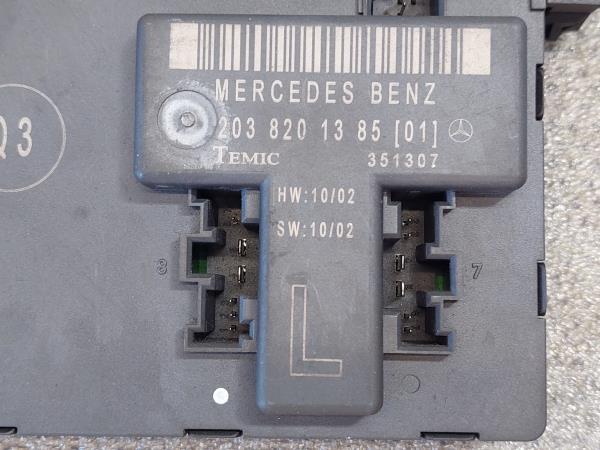 MERCEDES BENZ
203 820 13 85 [01]
TEMIC 351307
HW:10/02
SW:10/02
Q3
8
7
L